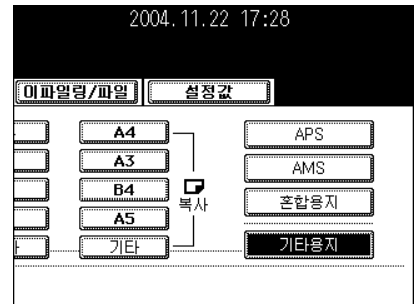 2004.11.22 17:28
이파일링/파일 설정값
A4 APS
A3 AMS
B4 복사 혼합용지
A5
기타 기타용지